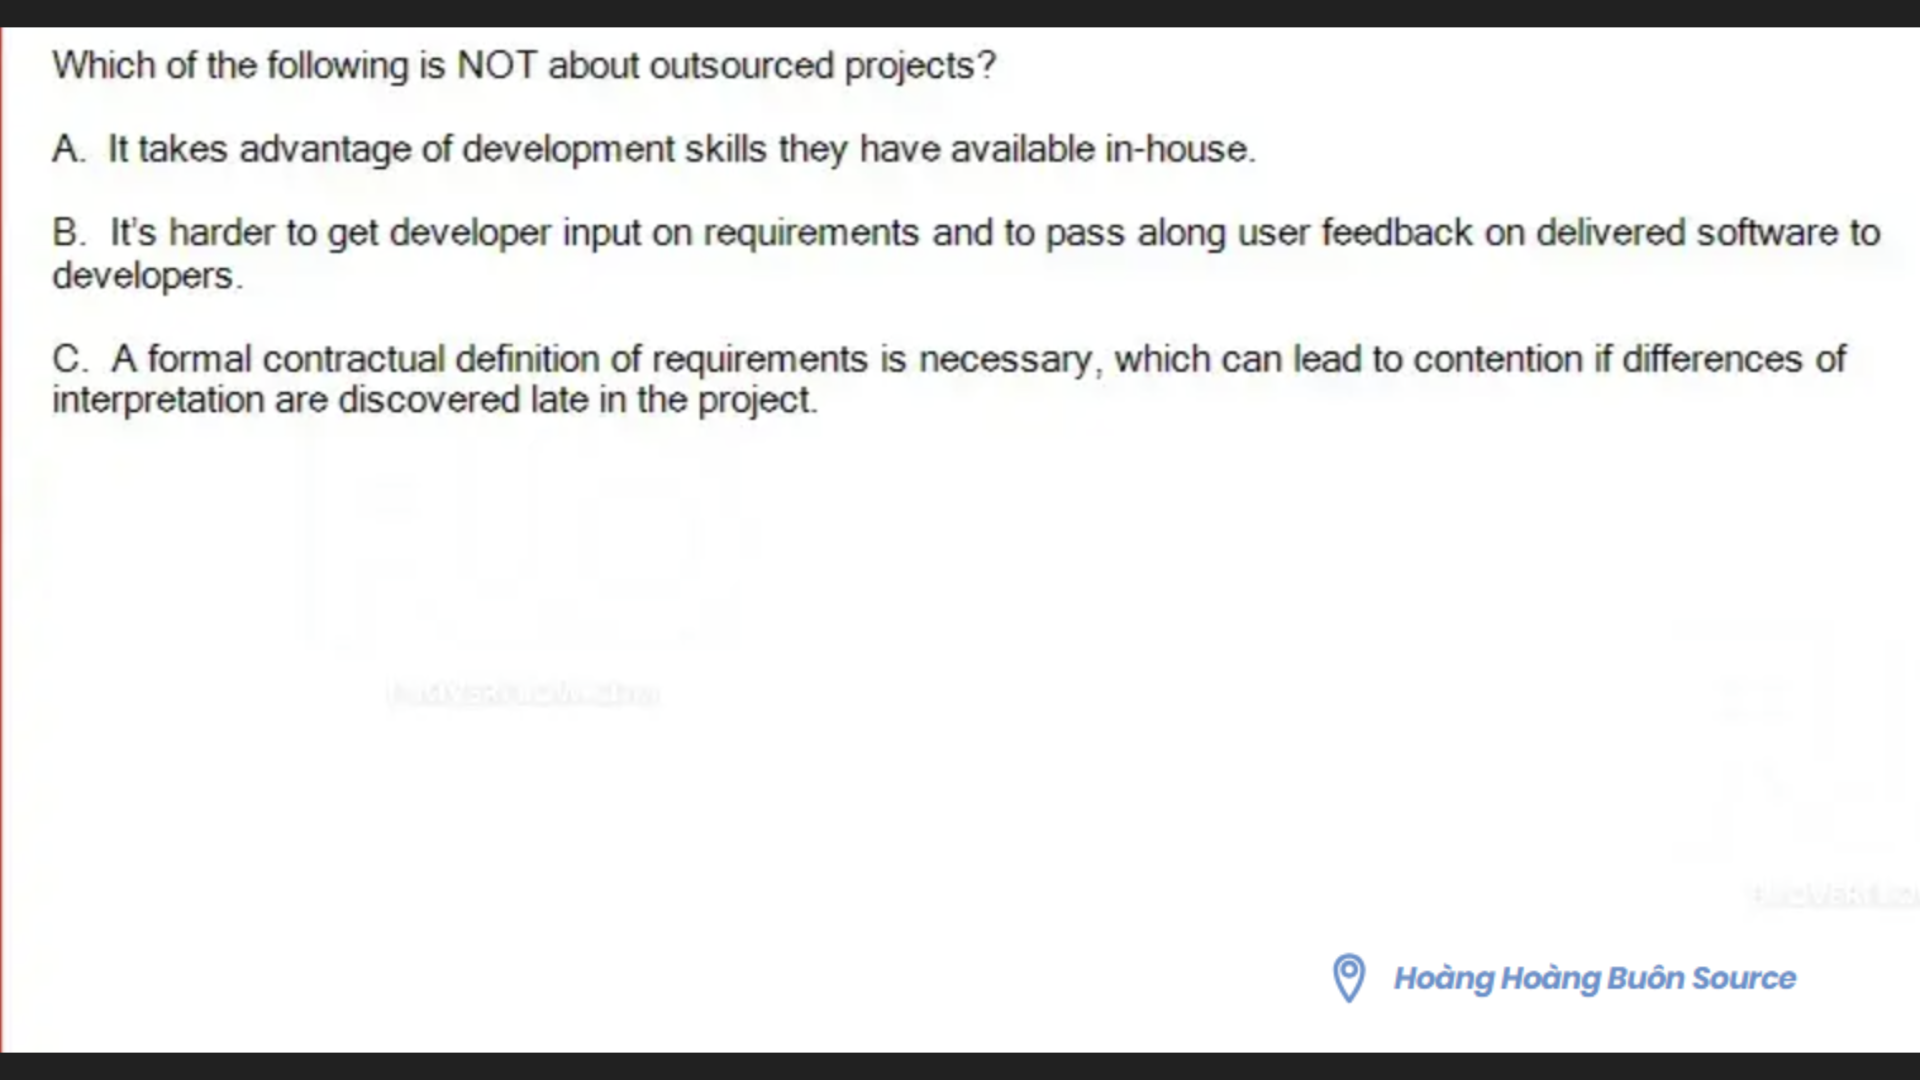 Which of the following is NOT about outsourced projects?
A. It takes advantage of development skills they have available in-house.
B. It's harder to get developer input on requirements and to pass along user feedback on delivered software to
developers.
C. A formal contractual definition of requirements is necessary, which can lead to contention if differences of
interpretation are discovered late in the project.
Hoàng Hoàng Buôn Source